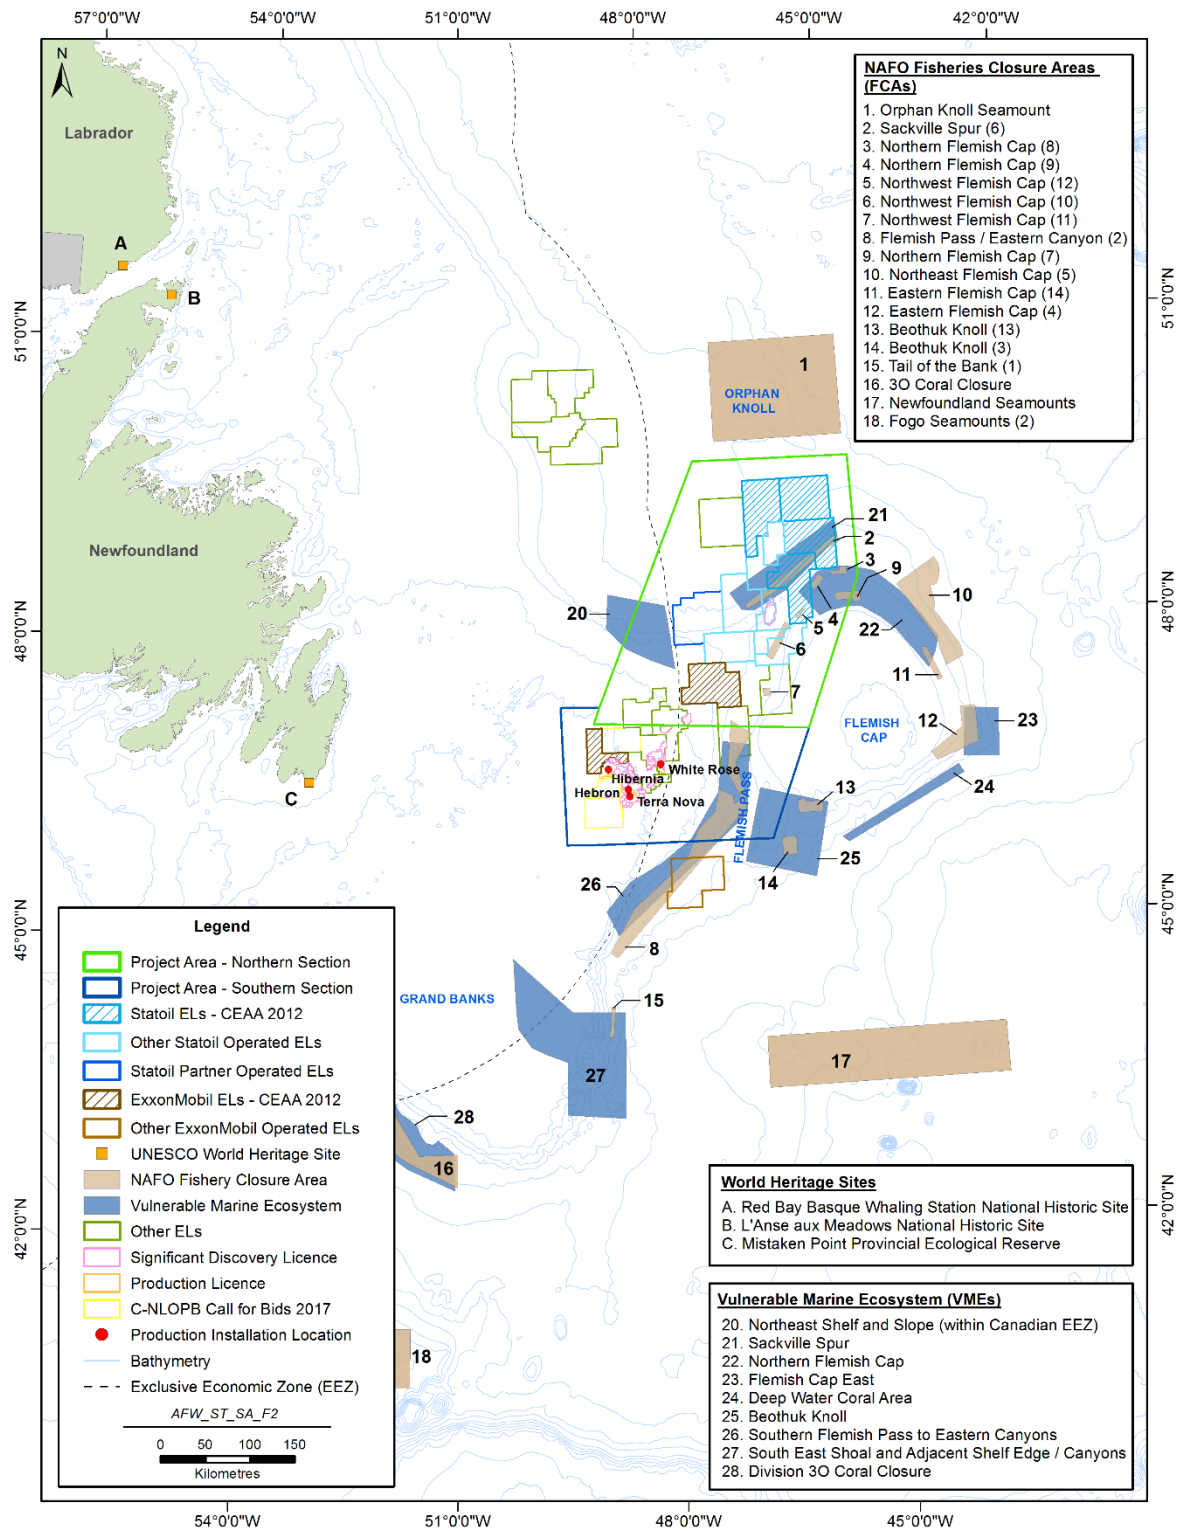 57°0'0"W
54°0'0"W
51°0'0"W
48°0'0"W
45°0'0"W
42°0'0"W
N
Labrador
A
B
Newfoundland
C
51°0'0"N
48°0'0"N
45°0'0"N
42°0'0"N
51°0'0"N
48°0'0"N
45°0'0"N
42°0'0"N
NAFO Fisheries Closure Areas
(FCAs)
1. Orphan Knoll Seamount
2. Sackville Spur (6)
3. Northern Flemish Cap (8)
4. Northern Flemish Cap (9)
5. Northwest Flemish Cap (12)
6. Northwest Flemish Cap (10)
7. Northwest Flemish Cap (11)
8. Flemish Pass / Eastern Canyon (2)
9. Northern Flemish Cap (7)
10. Northeast Flemish Cap (5)
11. Eastern Flemish Cap (14)
12. Eastern Flemish Cap (4)
13. Beothuk Knoll (13)
14. Beothuk Knoll (3)
15. Tail of the Bank (1)
16. 3O Coral Closure
17. Newfoundland Seamounts
18. Fogo Seamounts (2)
1
ORPHAN
KNOLL
21
2
3
9
10
20
4
5
22
6
11
7
FLEMISH
CAP
12
23
White Rose
Hibernia
Hebron
Terra Nova
FLEMISH PASS
13
24
25
14
26
8
GRAND BANKS
15
17
27
28
16
18
Legend
Project Area - Northern Section
Project Area - Southern Section
Statoil ELs - CEAA 2012
Other Statoil Operated ELs
Statoil Partner Operated ELs
ExxonMobil ELs - CEAA 2012
Other ExxonMobil Operated ELs
UNESCO World Heritage Site
NAFO Fishery Closure Area
Vulnerable Marine Ecosystem
Other ELs
Significant Discovery Licence
Production Licence
C-NLOPB Call for Bids 2017
Production Installation Location
Bathymetry
Exclusive Economic Zone (EEZ)
AFW_ST_SA_F2
0 50 100 150
Kilometres
World Heritage Sites
A. Red Bay Basque Whaling Station National Historic Site
B. L'Anse aux Meadows National Historic Site
C. Mistaken Point Provincial Ecological Reserve
Vulnerable Marine Ecosystem (VMEs)
20. Northeast Shelf and Slope (within Canadian EEZ)
21. Sackville Spur
22. Northern Flemish Cap
23. Flemish Cap East
24. Deep Water Coral Area
25. Beothuk Knoll
26. Southern Flemish Pass to Eastern Canyons
27. South East Shoal and Adjacent Shelf Edge / Canyons
28. Division 3O Coral Closure
54°0'0"W
51°0'0"W
48°0'0"W
45°0'0"W